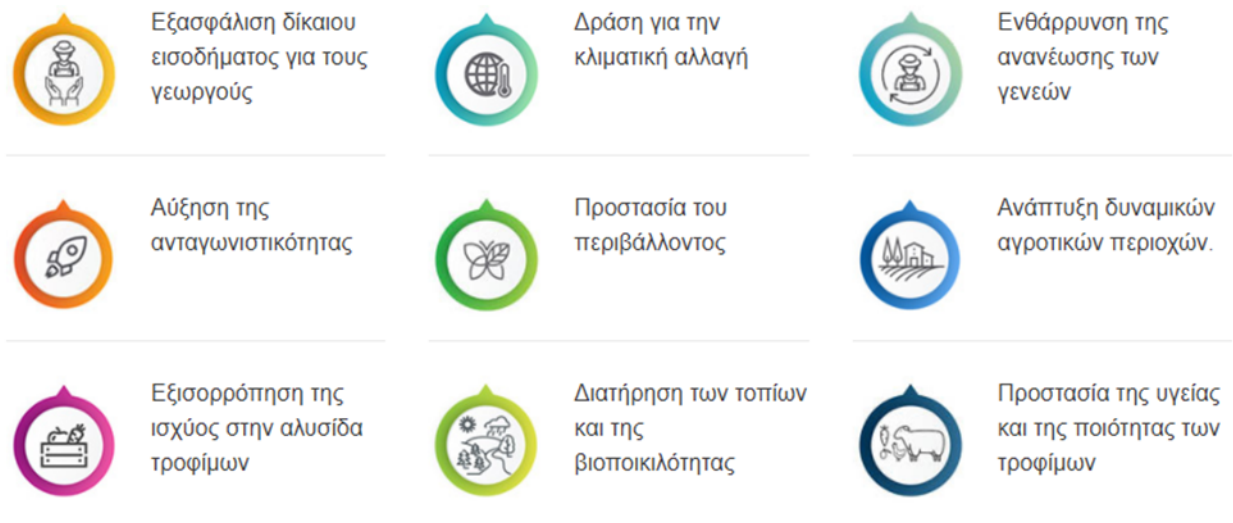 Εξασφάλιση δίκαιου
εισοδήματος για τους
γεωργούς
Δράση για την
κλιματική αλλαγή
Ενθάρρυνση της
ανανέωσης των
γενεών
Αύξηση της
ανταγωνιστικότητας
Προστασία του
περιβάλλοντος
Ανάπτυξη δυναμικών
αγροτικών περιοχών.
Εξισορρόπηση της
ισχύος στην αλυσίδα
τροφίμων
Διατήρηση των τοπίων
και της
βιοποικιλότητας
Προστασία της υγείας
και της ποιότητας των
τροφίμων